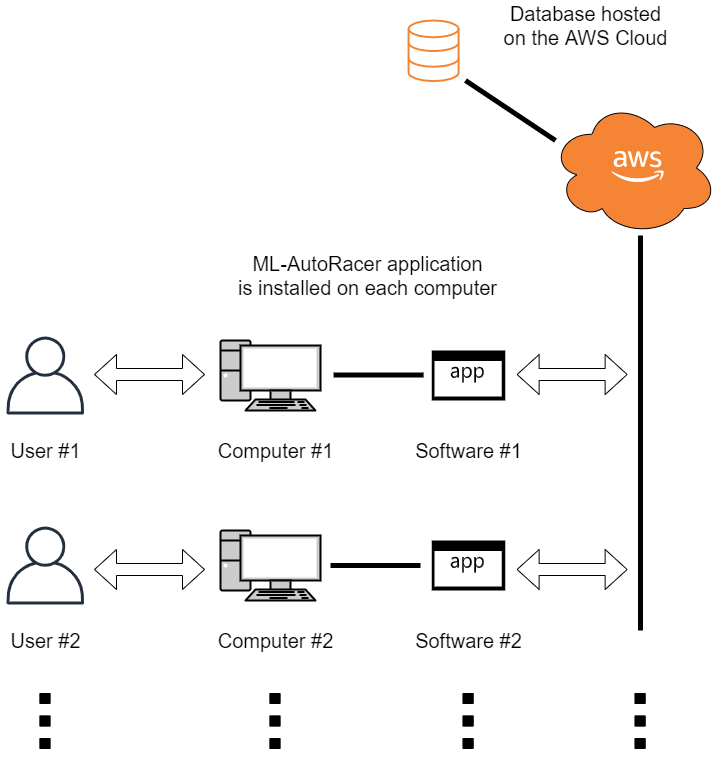 Database hosted
on the AWS Cloud
aws
ML-AutoRacer application
is installed on each computer
app
User #1
Computer #1
Software #1
app
User #2
Computer #2
Software #2